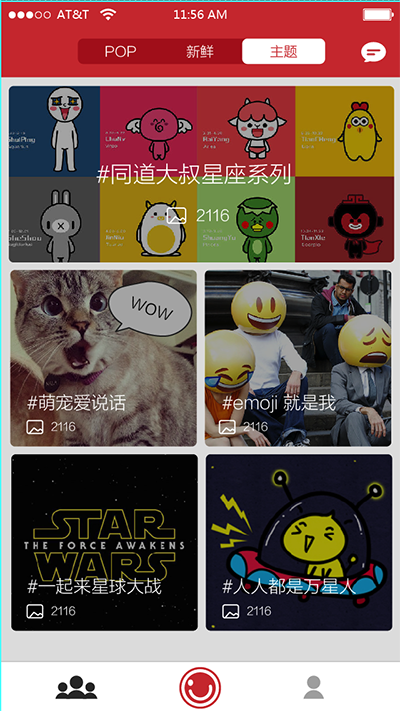 AT&T 11:56 AM
POP 新鲜 主题
#同道大叔星座系列
2116
WOW
#萌宠爱说话
2116
#emoji 就是我
2116
STAR
THE FORCE AWAKENS
WARS
#一起来星球大战
2116
#人人都是万星人
2116